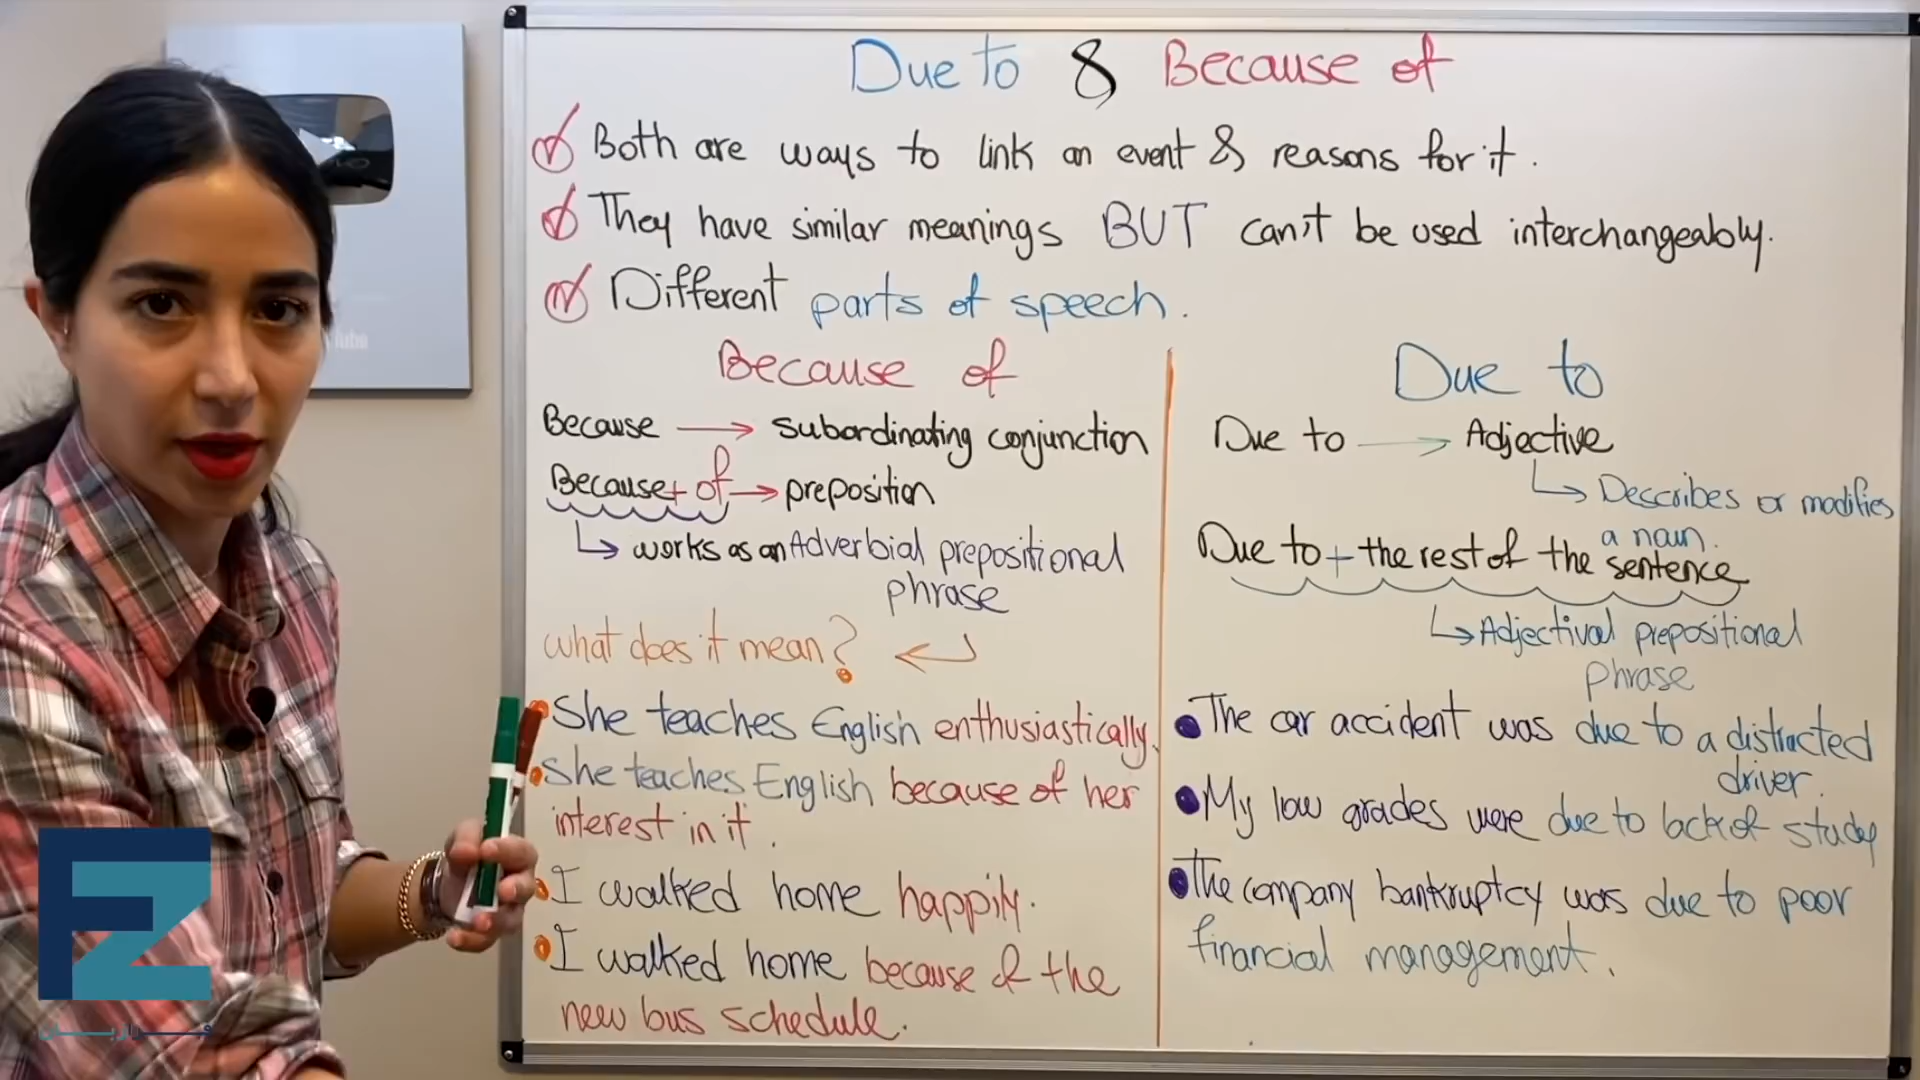 Due to & Because of
Both are ways to link an event & reasons for it.
They have similar meanings BUT can't be used interchangeably.
Different parts of speech.
Because of
Because → subordinating conjunction
Because + of → preposition
works as an Adverbial prepositional
phrase
what does it mean?
She teaches English enthusiastically.
She teaches English because of her
interest in it.
I walked home happily.
I walked home because of the
new bus schedule.
Due to
Due to → Adjective
Describes or modifies
a noun.
Due to + the rest of the sentence
Adjectival prepositional
phrase
The car accident was due to a distracted
driver.
My low grades were due to lack of study
The company bankruptcy was due to poor
financial management.
FZ